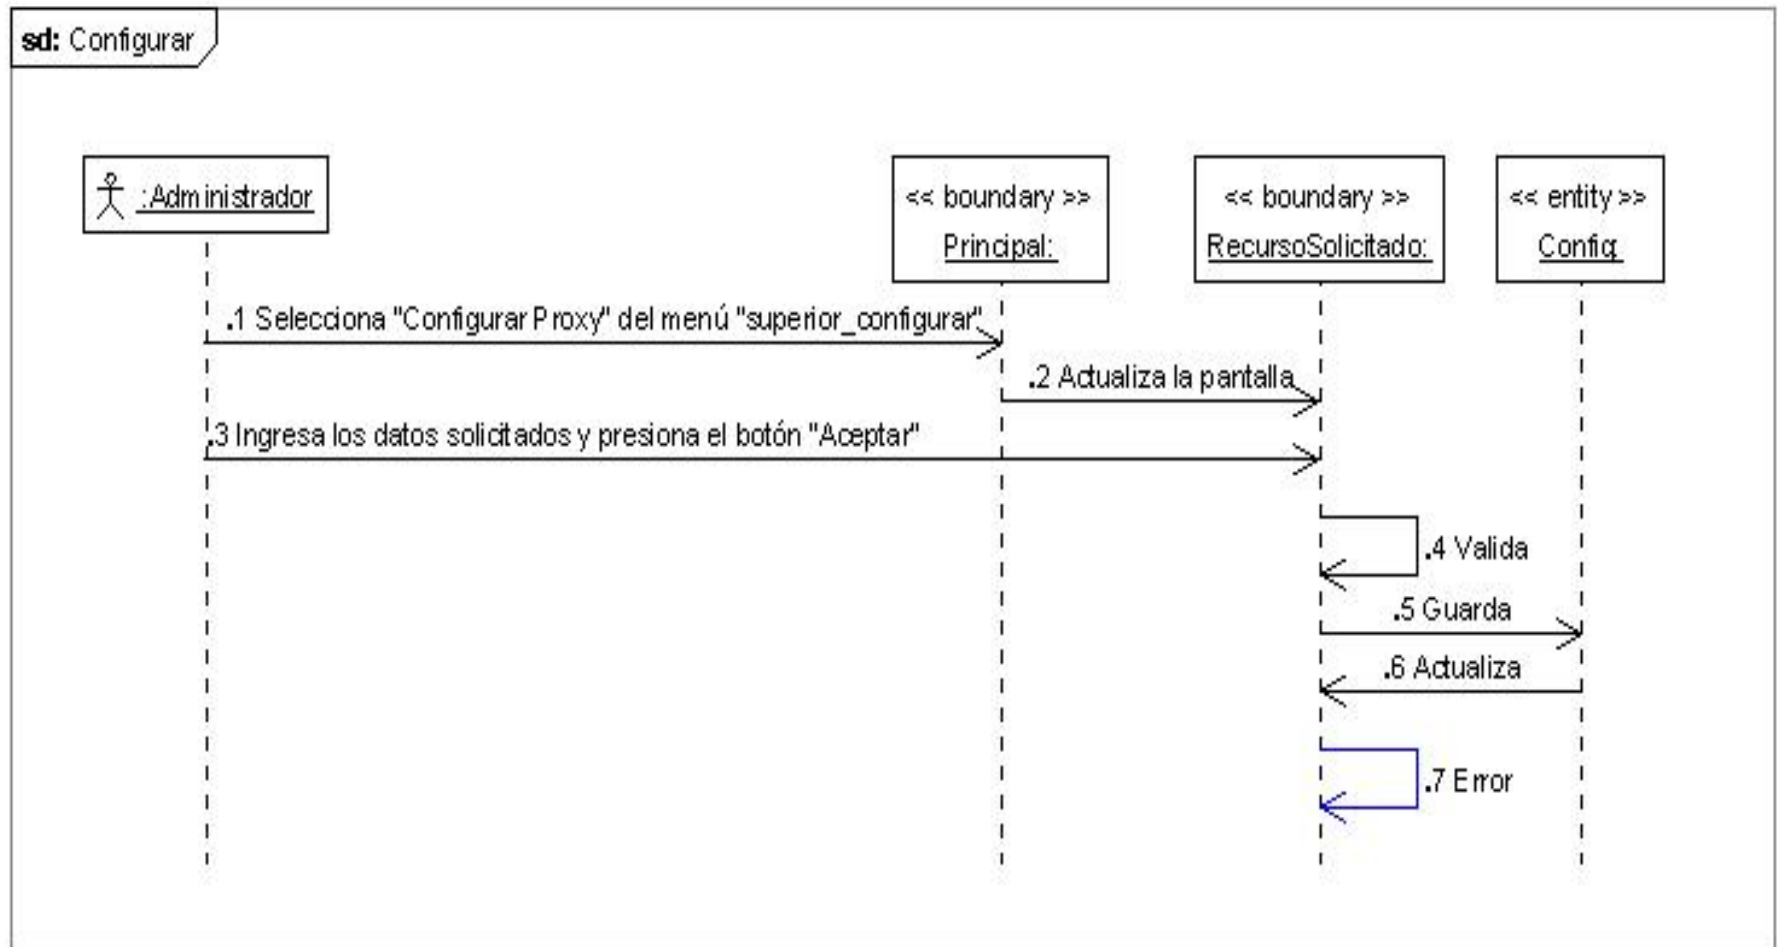 sd: Configurar
:Administrador
<< boundary >>
Principal:
<< boundary >>
RecursoSolicitado:
<< entity >>
Config:
.1 Selecciona "Configurar Proxy" del menú "superior_configurar"
.2 Actualiza la pantalla
.3 Ingresa los datos solicitados y presiona el botón "Aceptar"
.4 Valida
.5 Guarda
.6 Actualiza
.7 Error